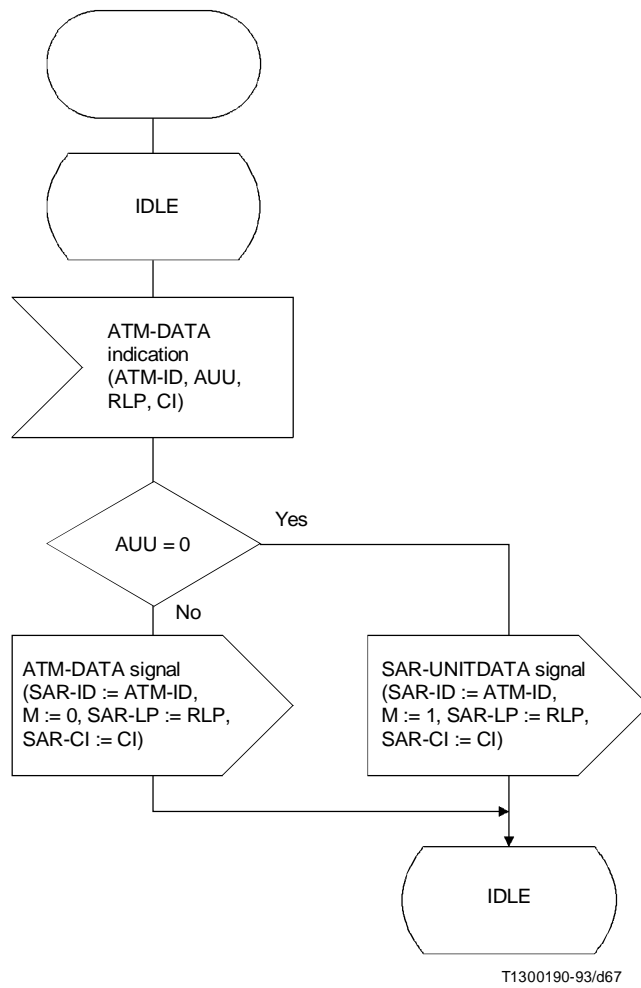 IDLE
ATM-DATA
indication
(ATM-ID, AUU,
RLP, CI)
AUU = 0
Yes
No
ATM-DATA signal
(SAR-ID := ATM-ID,
M := 0, SAR-LP := RLP,
SAR-CI := CI)
SAR-UNITDATA signal
(SAR-ID := ATM-ID,
M := 1, SAR-LP := RLP,
SAR-CI := CI)
IDLE
T1300190-93/d67